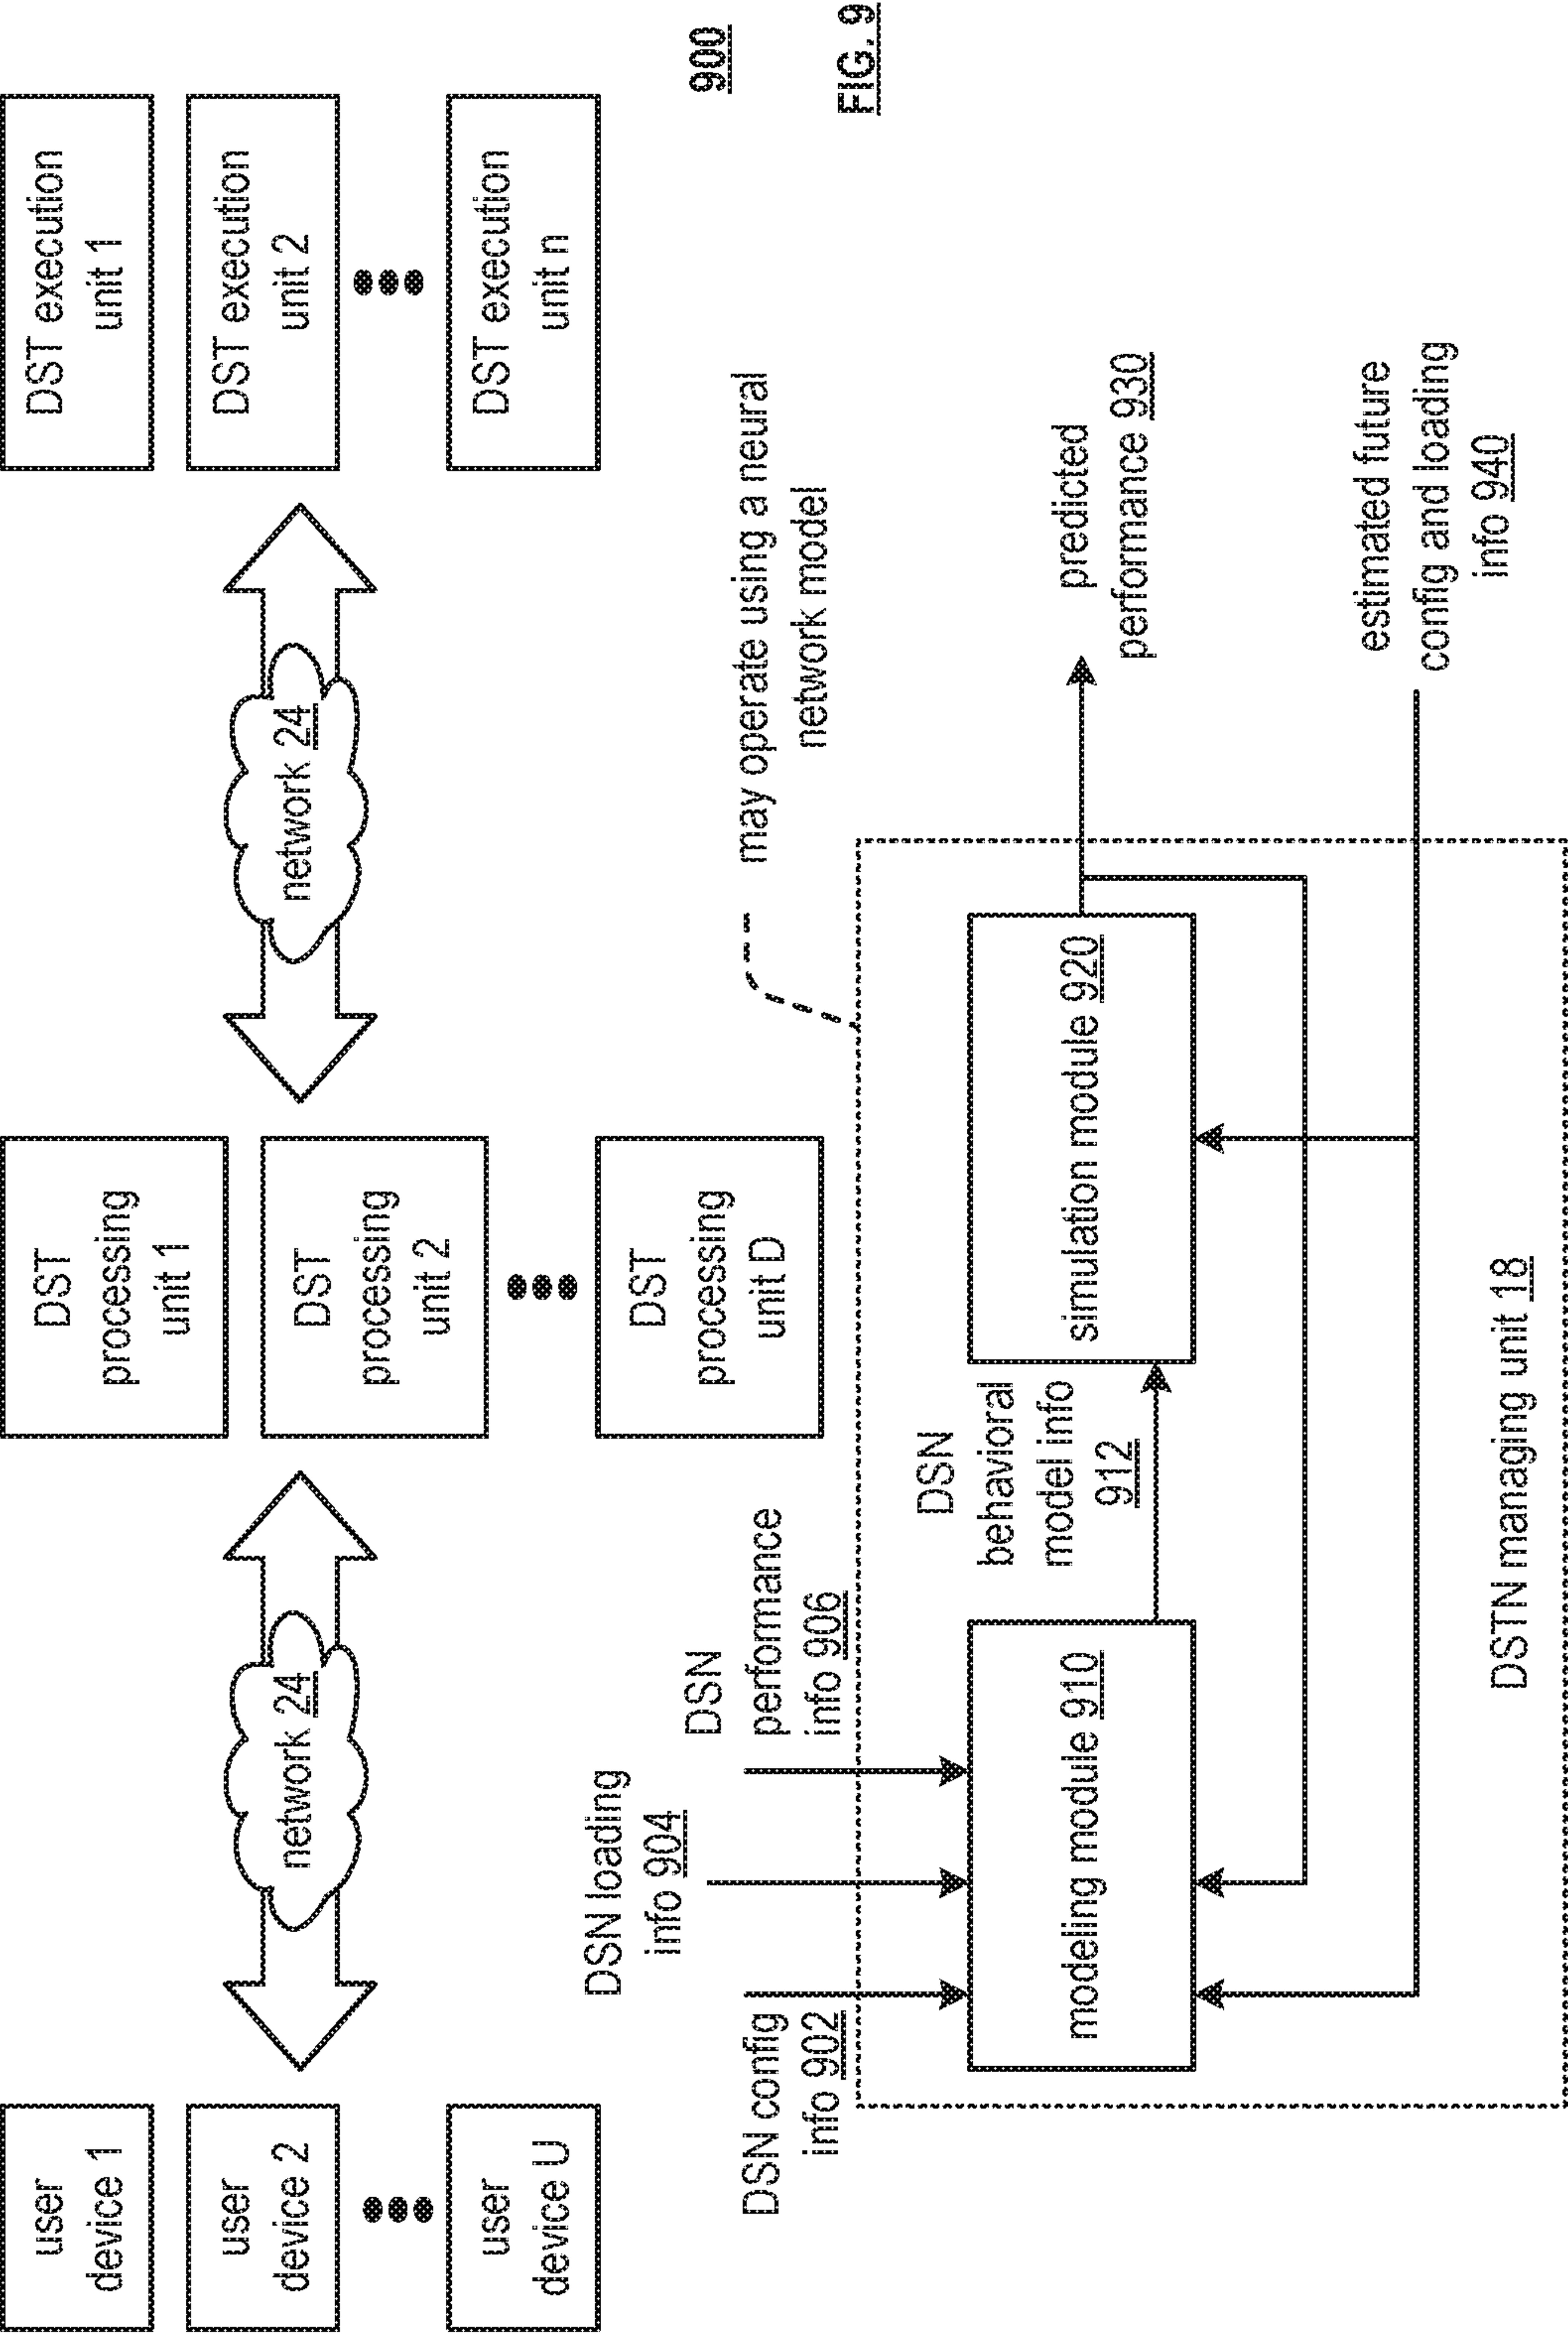 user
device 1
user
device 2
user
device U
network 24
DST
processing
unit 1
DST
processing
unit 2
DST
processing
unit D
network 24
DST execution
unit 1
DST execution
unit 2
DST execution
unit n
DSN config
info 902
DSN loading
info 904
DSN
performance
info 906
may operate using a neural
network model
modeling module 910
DSN
behavioral
model info
912
simulation module 920
predicted
performance 930
estimated future
config and loading
info 940
DSTN managing unit 18
900
FIG. 9